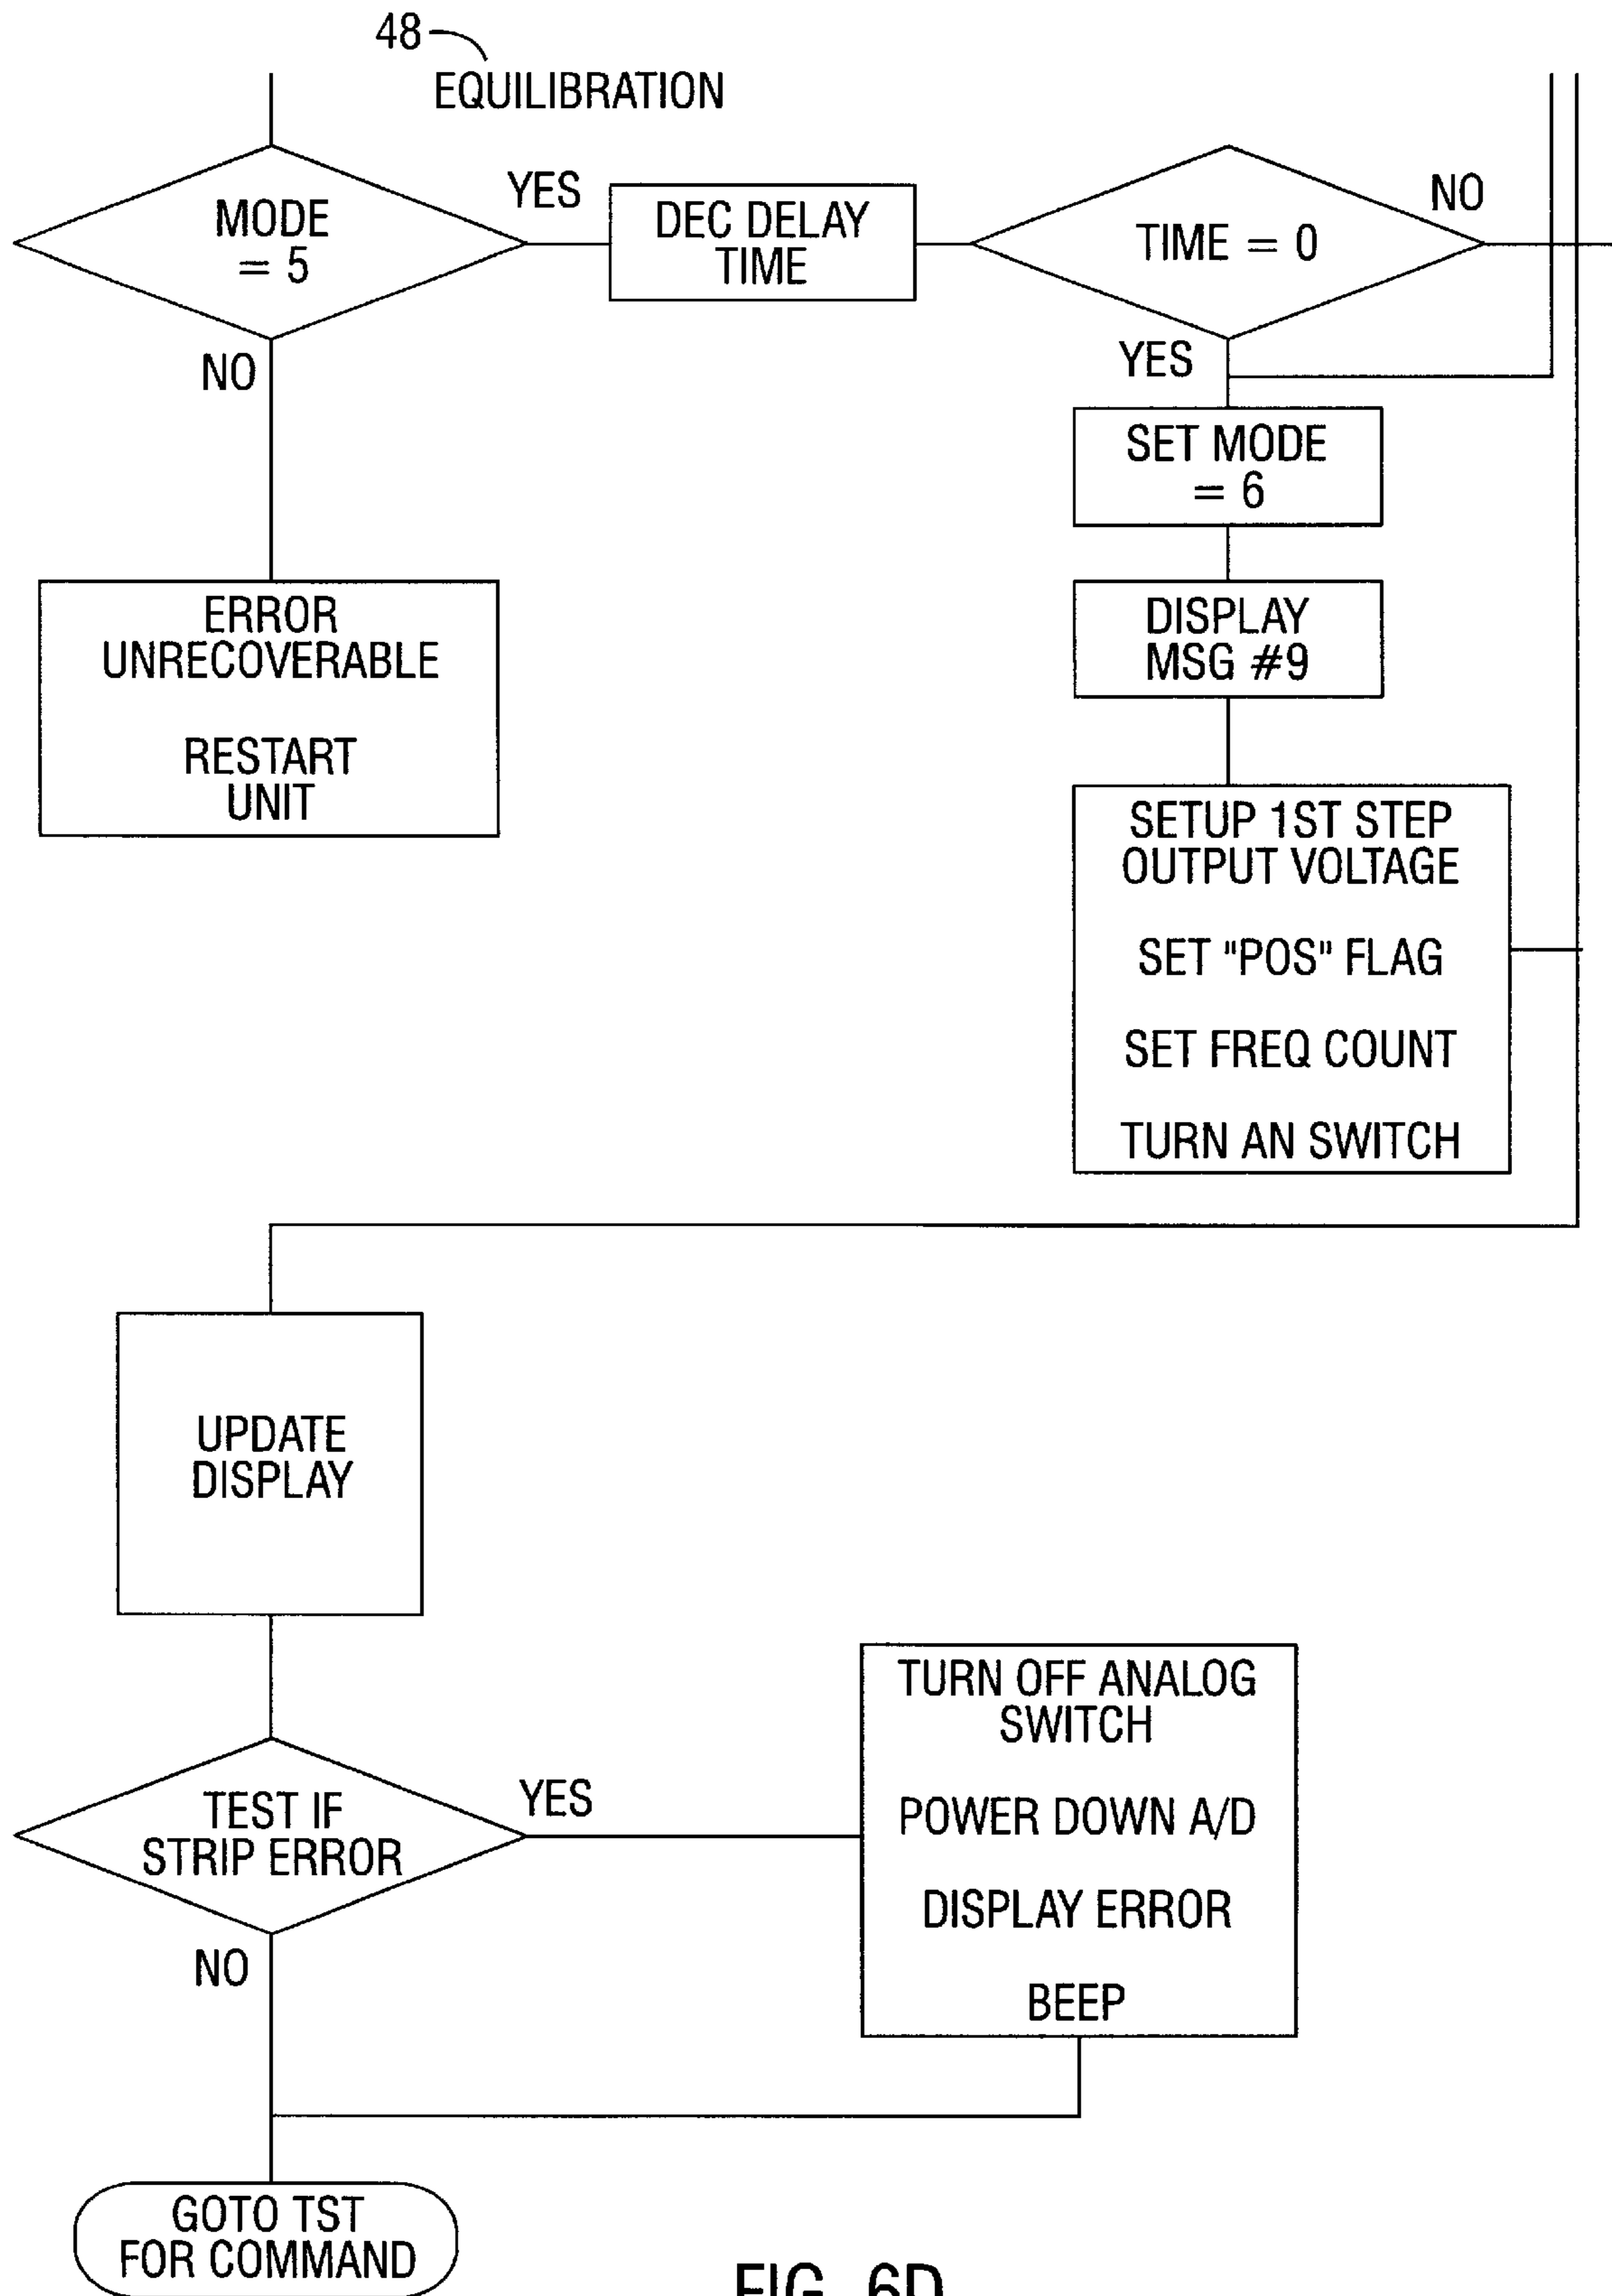 48
EQUILIBRATION
MODE
= 5
YES
DEC DELAY
TIME
TIME = 0
NO
NO
YES
SET MODE
= 6
DISPLAY
MSG #9
ERROR
UNRECOVERABLE
RESTART
UNIT
SETUP 1ST STEP
OUTPUT VOLTAGE
SET "POS" FLAG
SET FREQ COUNT
TURN AN SWITCH
UPDATE
DISPLAY
TEST IF
STRIP ERROR
YES
NO
TURN OFF ANALOG
SWITCH
POWER DOWN A/D
DISPLAY ERROR
BEEP
GOTO TST
FOR COMMAND
FIG. 6D